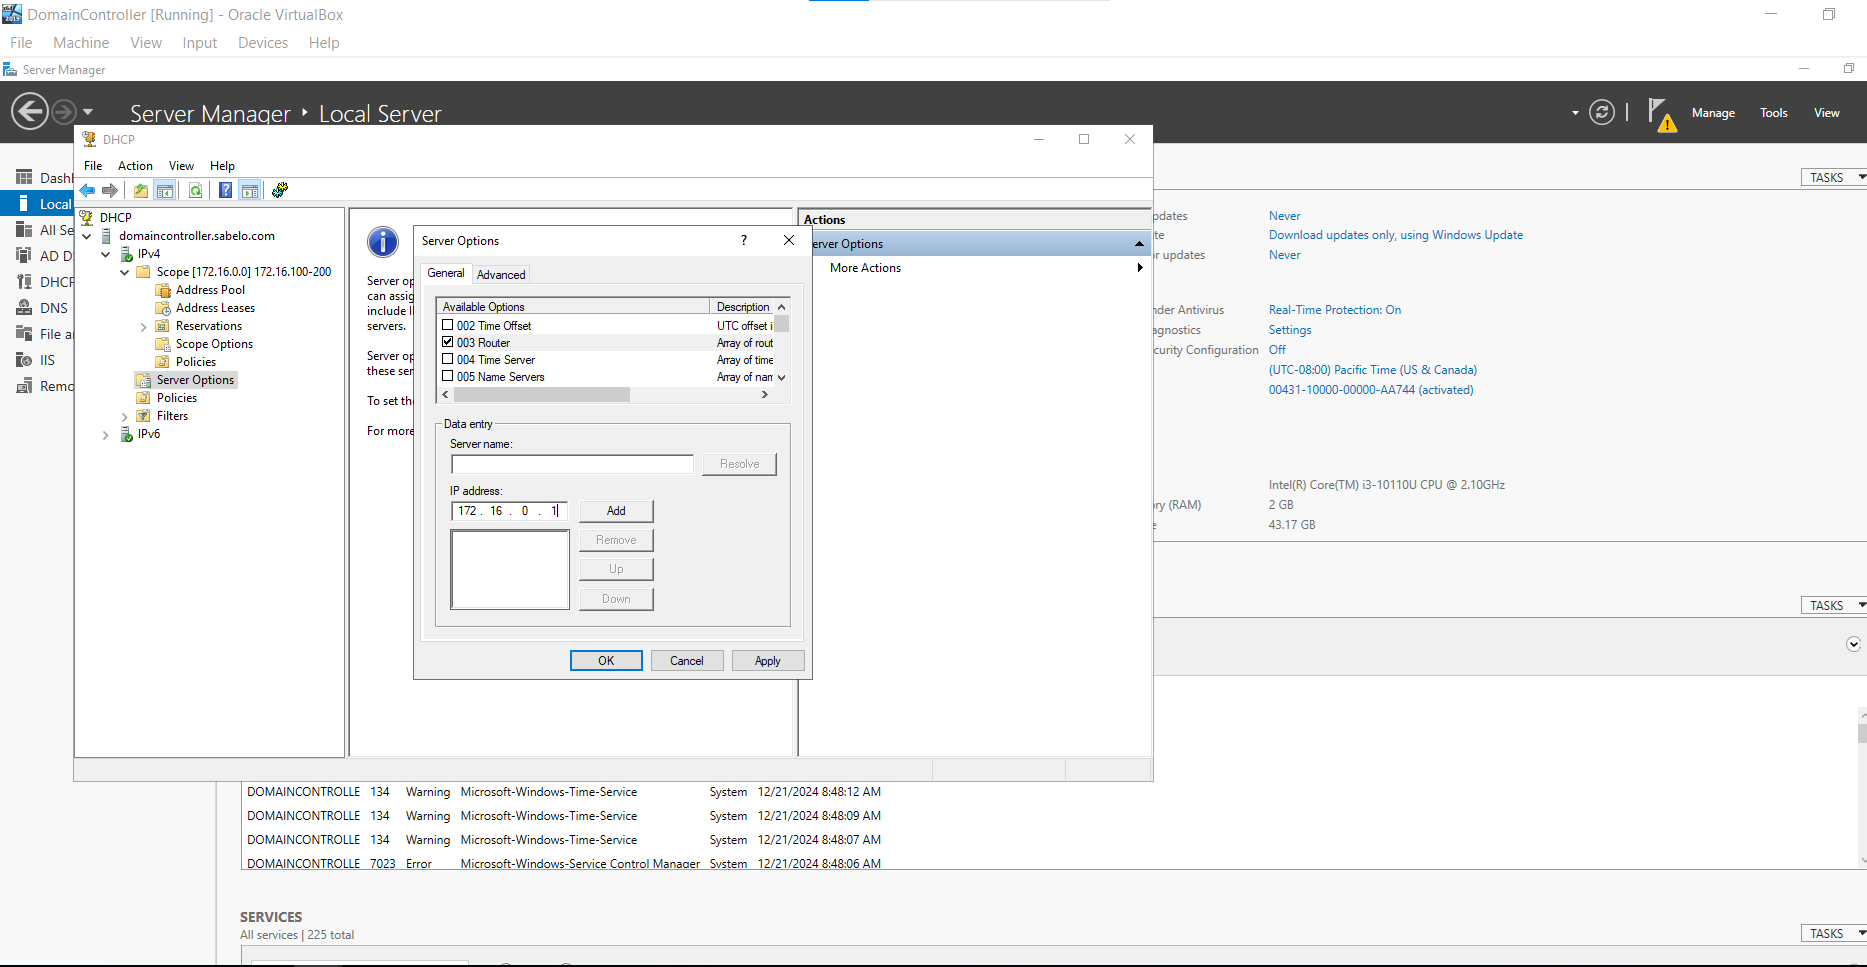 DomainController [Running] - Oracle VirtualBox
File Machine View Input Devices Help
Server Manager
Server Manager ‣ Local Server
Manage Tools View
DHCP
File Action View Help
Dashb
Local
All Se
AD D
DHCP
DNS
File a
IIS
Remo
DHCP
domaincontroller.sabelo.com
IPv4
Scope [172.16.0.0] 172.16.100-200
Address Pool
Address Leases
Reservations
Scope Options
Policies
Server Options
Policies
Filters
IPv6
Server op
can assig
include I
servers.
Server op
these ser
To set the
For more
Server Options ?
General Advanced
Available Options Description
002 Time Offset UTC offset i
003 Router Array of rout
004 Time Server Array of time
005 Name Servers Array of nam
Data entry
Server name:
Resolve
IP address:
172 . 16 . 0 . 1 Add
Remove
Up
Down
OK Cancel Apply
Actions
erver Options
More Actions
TASKS
pdates Never
te Download updates only, using Windows Update
or updates Never
nder Antivirus Real-Time Protection: On
agnostics Settings
curity Configuration Off
(UTC-08:00) Pacific Time (US & Canada)
00431-10000-00000-AA744 (activated)
Intel(R) Core(TM) i3-10110U CPU @ 2.10GHz
ory (RAM) 2 GB
e 43.17 GB
TASKS
DOMAINCONTROLLE 134 Warning Microsoft-Windows-Time-Service System 12/21/2024 8:48:12 AM
DOMAINCONTROLLE 134 Warning Microsoft-Windows-Time-Service System 12/21/2024 8:48:09 AM
DOMAINCONTROLLE 134 Warning Microsoft-Windows-Time-Service System 12/21/2024 8:48:07 AM
DOMAINCONTROLLE 7023 Error Microsoft-Windows-Service Control Manager System 12/21/2024 8:48:06 AM
SERVICES
All services | 225 total
TASKS